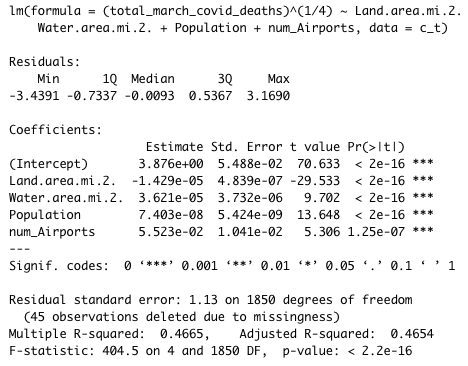 lm(formula = (total_march_covid_deaths)^(1/4) ~ Land.area.mi.2. +
    Water.area.mi.2. + Population + num_Airports, data = c_t)

Residuals:
    Min      1Q  Median      3Q     Max
-3.4391 -0.7337 -0.0093  0.5367  3.1690

Coefficients:
                   Estimate Std. Error t value Pr(>|t|)
(Intercept)       3.876e+00  5.488e-02  70.633  < 2e-16 ***
Land.area.mi.2.  -1.429e-05  4.839e-07 -29.533  < 2e-16 ***
Water.area.mi.2.  3.621e-05  3.732e-06   9.702  < 2e-16 ***
Population        7.403e-08  5.424e-09  13.648  < 2e-16 ***
num_Airports      5.523e-02  1.041e-02   5.306 1.25e-07 ***
---
Signif. codes:  0 ‘***’ 0.001 ‘**’ 0.01 ‘*’ 0.05 ‘.’ 0.1 ‘ ’ 1

Residual standard error: 1.13 on 1850 degrees of freedom
  (45 observations deleted due to missingness)
Multiple R-squared:  0.4665,    Adjusted R-squared:  0.4654
F-statistic: 404.5 on 4 and 1850 DF,  p-value: < 2.2e-16